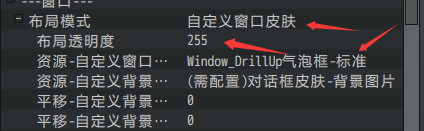 ---窗口---
布局模式 自定义窗口皮肤
布局透明度 255
资源-自定义窗口… Window_DrillUp气泡框-标准
资源-自定义背景… (需配置)对话框皮肤-背景图片
平移-自定义背景… 0
平移-自定义背景… 0